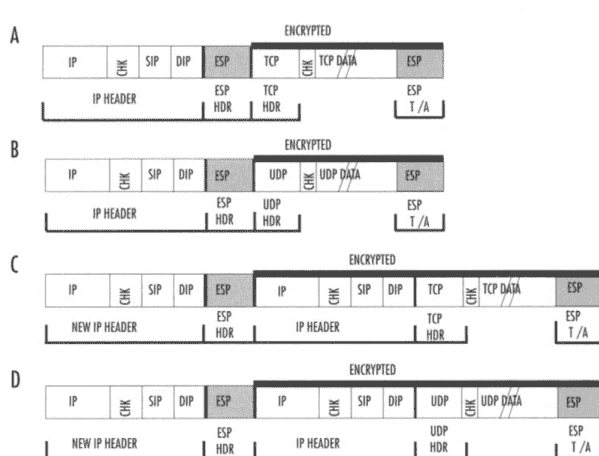 A
ENCRYPTED
IP CHK SIP DIP ESP TCP CHK TCP DATA ESP
IP HEADER ESP HDR TCP HDR ESP T/A
B
ENCRYPTED
IP CHK SIP DIP ESP UDP CHK UDP DATA ESP
IP HEADER ESP HDR UDP HDR ESP T/A
C
ENCRYPTED
IP CHK SIP DIP ESP IP CHK SIP DIP TCP CHK TCP DATA ESP
NEW IP HEADER ESP HDR IP HEADER TCP HDR ESP T/A
D
ENCRYPTED
IP CHK SIP DIP ESP IP CHK SIP DIP UDP CHK UDP DATA ESP
NEW IP HEADER ESP HDR IP HEADER UDP HDR ESP T/A